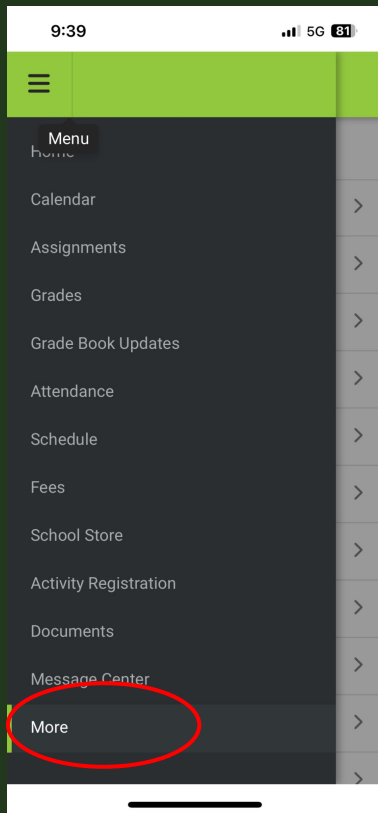 9:39
5G 81
Menu
Home
Calendar
Assignments
Grades
Grade Book Updates
Attendance
Schedule
Fees
School Store
Activity Registration
Documents
Message Center
More